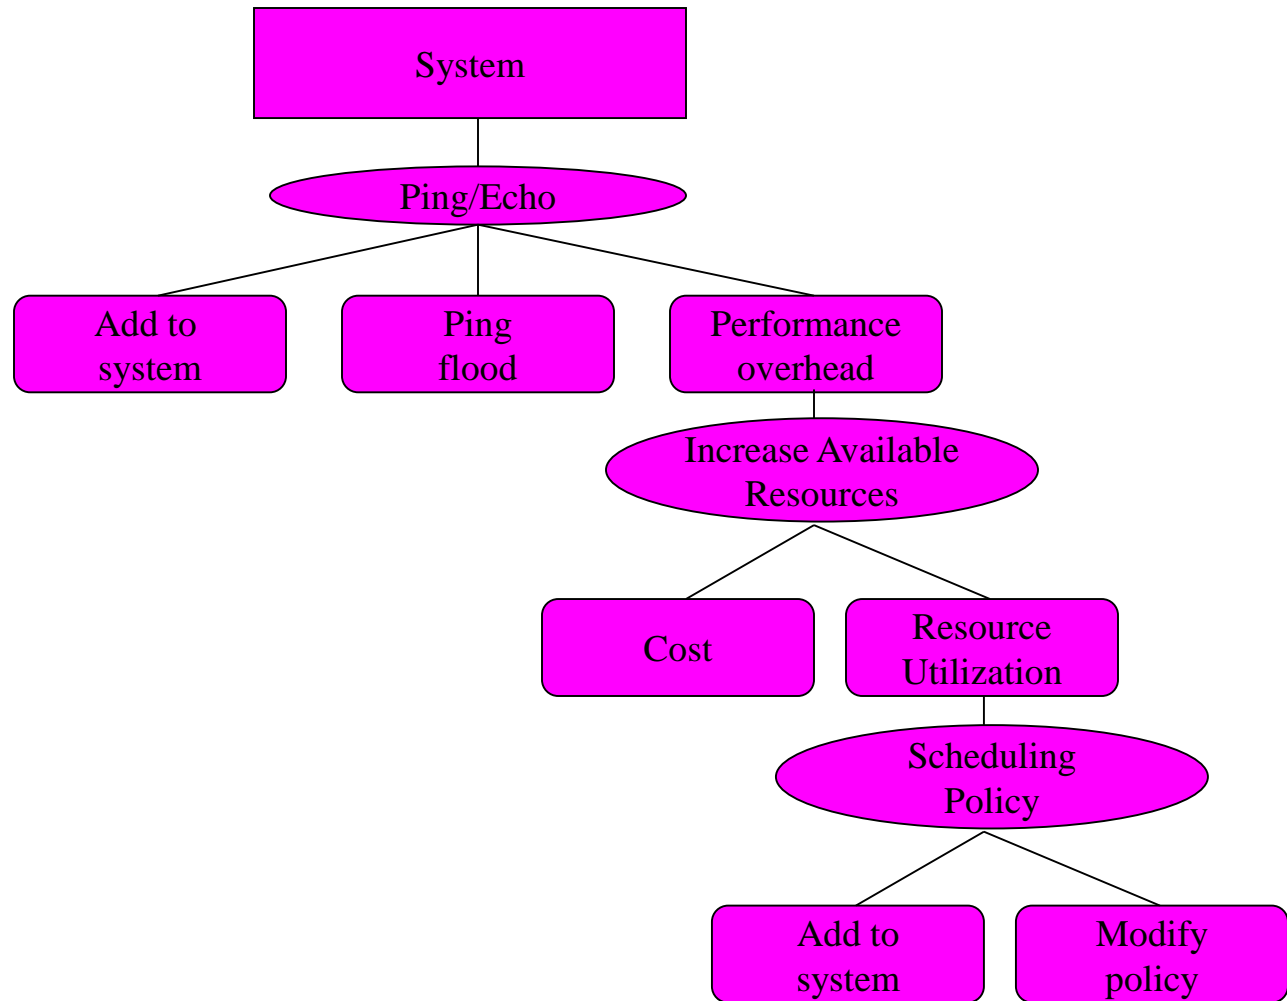 System
Ping/Echo
Add to
system
Ping
flood
Performance
overhead
Increase Available
Resources
Cost
Resource
Utilization
Scheduling
Policy
Add to
system
Modify
policy